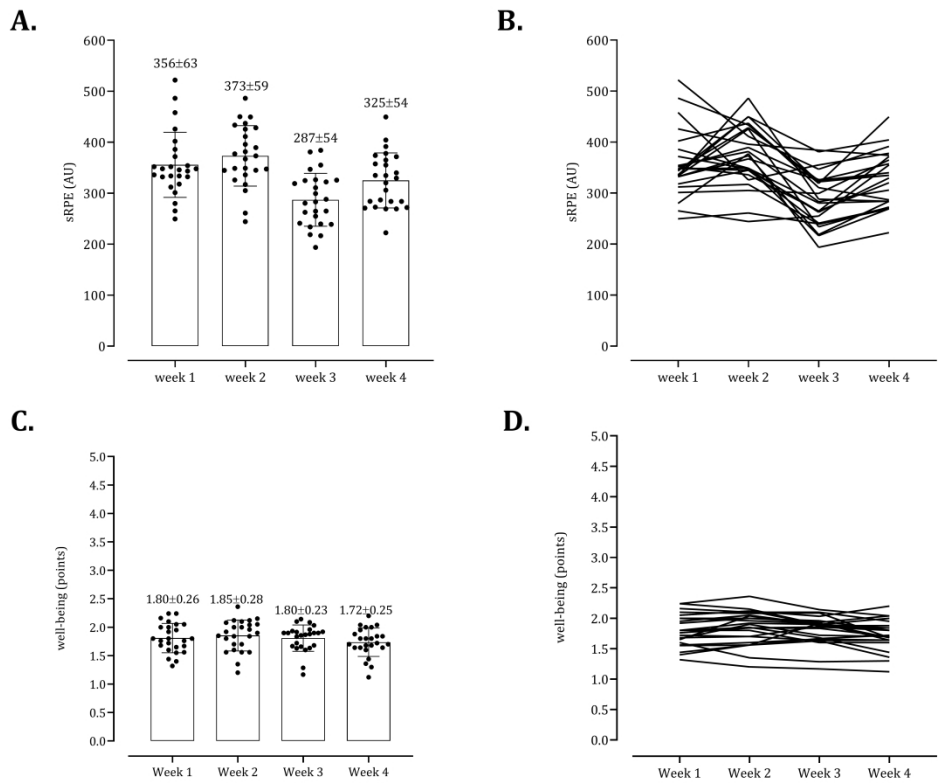 A.
600
500
400
300
200
100
0
sRPE (AU)
356±63
373±59
287±54
325±54
week 1
week 2
week 3
week 4
B.
600
500
400
300
200
100
0
sRPE (AU)
week 1
week 2
week 3
week 4
C.
5.0
4.5
4.0
3.5
3.0
2.5
2.0
1.5
1.0
0.5
0.0
well-being (points)
1.80±0.26
1.85±0.28
1.80±0.23
1.72±0.25
Week 1
Week 2
Week 3
Week 4
D.
5.0
4.5
4.0
3.5
3.0
2.5
2.0
1.5
1.0
0.5
0.0
well-being (points)
Week 1
Week 2
Week 3
Week 4